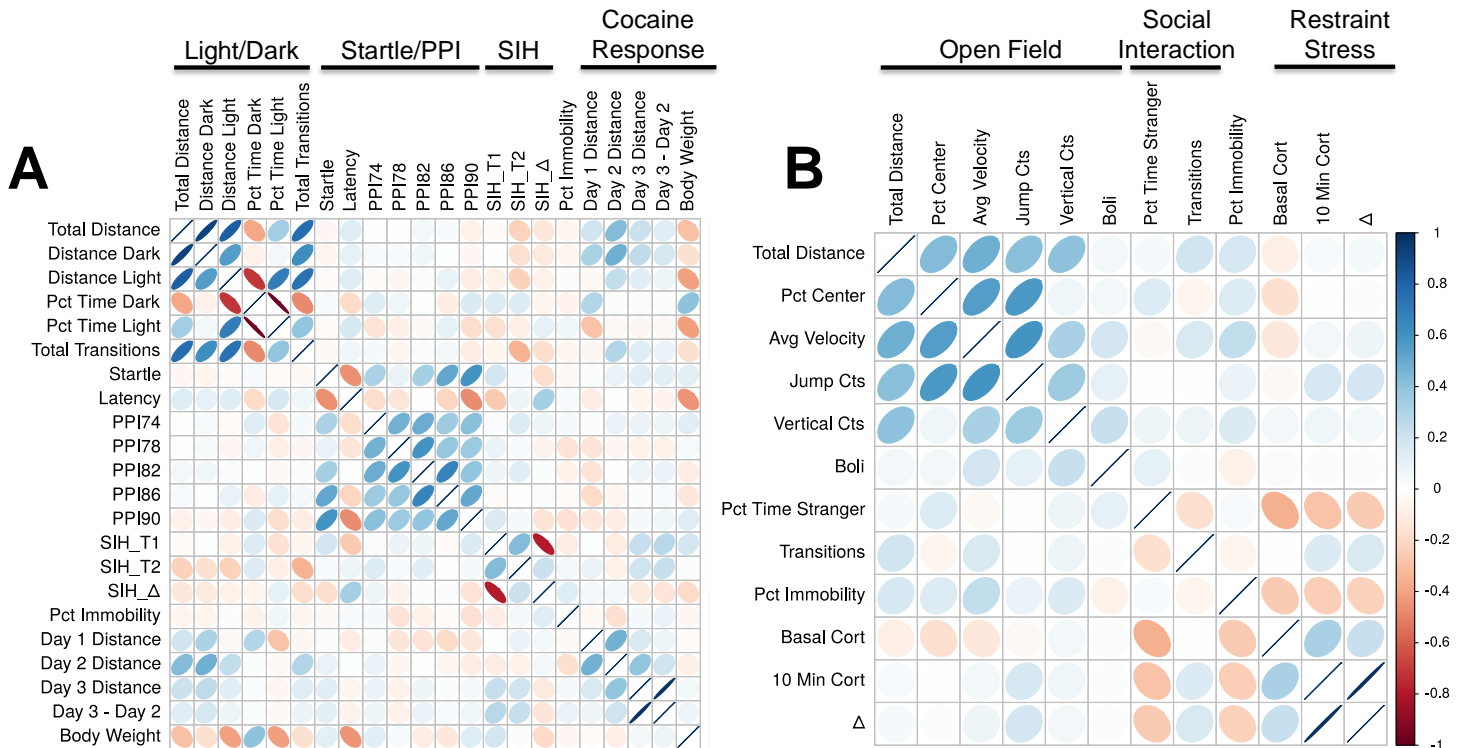 A
Light/Dark
Startle/PPI
SIH
Cocaine
Response
Total Distance
Distance Dark
Distance Light
Pct Time Dark
Pct Time Light
Total Transitions
Startle
Latency
PPI74
PPI78
PPI82
PPI86
PPI90
SIH_T1
SIH_T2
SIH_Δ
Pct Immobility
Day 1 Distance
Day 2 Distance
Day 3 Distance
Day 3 - Day 2
Body Weight
Total Distance
Distance Dark
Distance Light
Pct Time Dark
Pct Time Light
Total Transitions
Startle
Latency
PPI74
PPI78
PPI82
PPI86
PPI90
SIH_T1
SIH_T2
SIH_Δ
Pct Immobility
Day 1 Distance
Day 2 Distance
Day 3 Distance
Day 3 - Day 2
Body Weight
B
Open Field
Social
Interaction
Restraint
Stress
Total Distance
Pct Center
Avg Velocity
Jump Cts
Vertical Cts
Boli
Pct Time Stranger
Transitions
Pct Immobility
Basal Cort
10 Min Cort
Δ
Total Distance
Pct Center
Avg Velocity
Jump Cts
Vertical Cts
Boli
Pct Time Stranger
Transitions
Pct Immobility
Basal Cort
10 Min Cort
Δ
1
0.8
0.6
0.4
0.2
0
-0.2
-0.4
-0.6
-0.8
-1